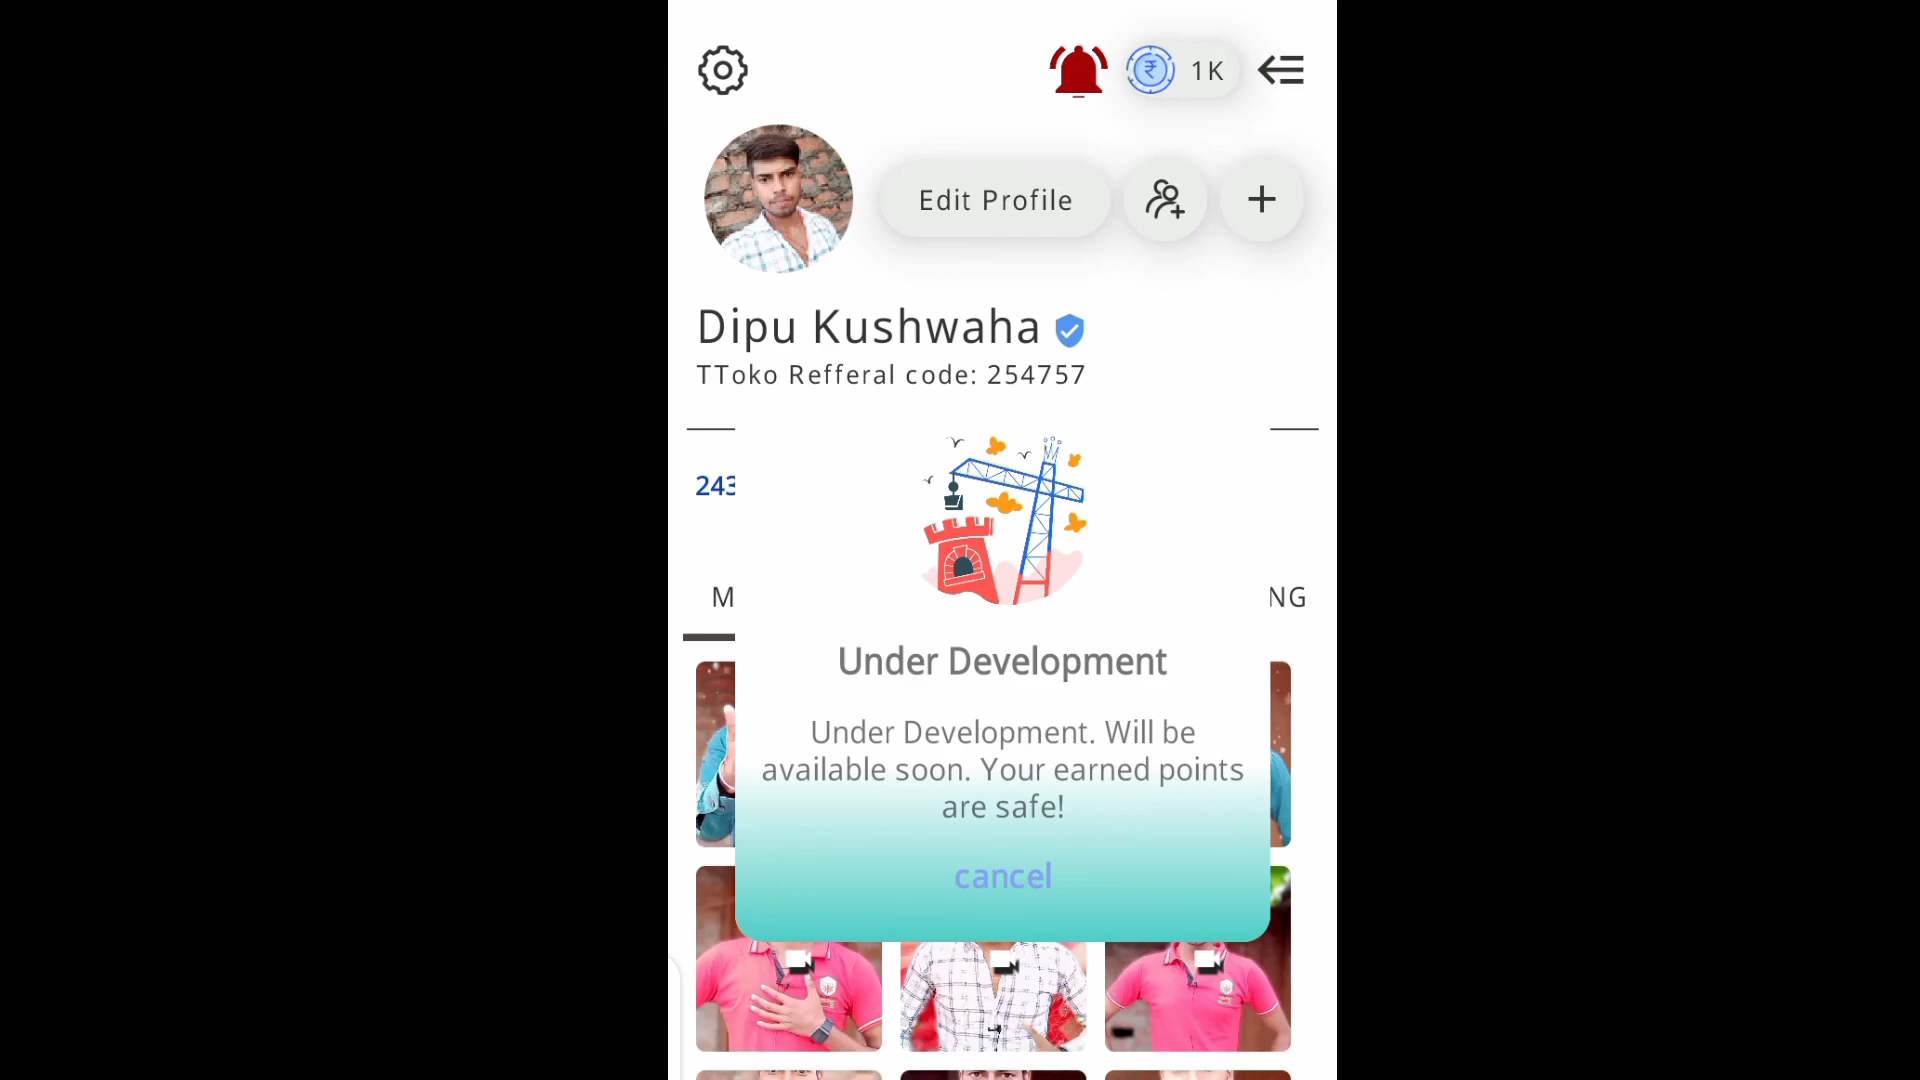 1K
Edit Profile
Dipu Kushwaha
TToko Refferal code: 254757
243
M
NG
Under Development
Under Development. Will be
available soon. Your earned points
are safe!
cancel